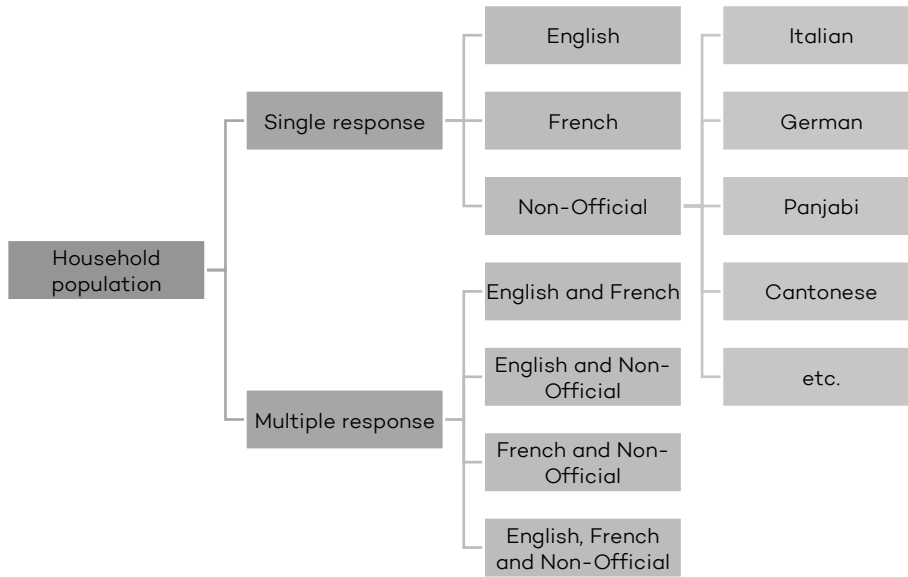 Household
population
Single response
Multiple response
English
French
Non-Official
English and French
English and Non-
Official
French and Non-
Official
English, French
and Non-Official
Italian
German
Panjabi
Cantonese
etc.